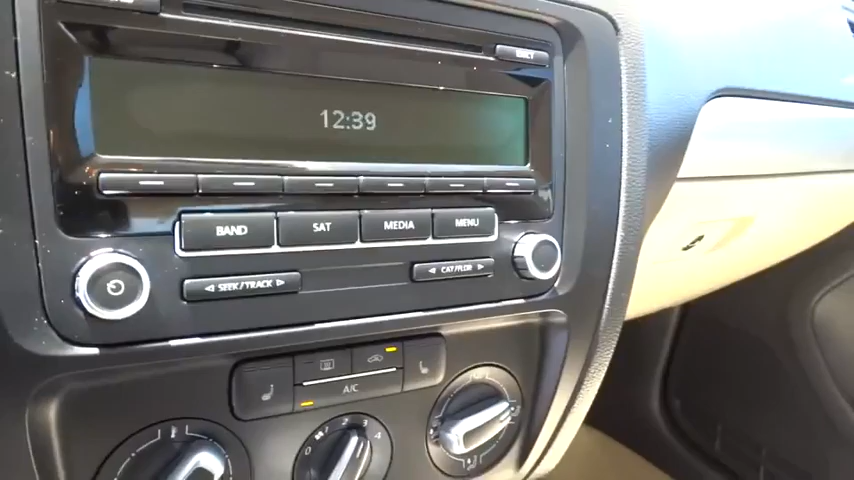 12:39
BAND SAT MEDIA MENU
SEEK/TRACK
CAT/FLDR
A/C